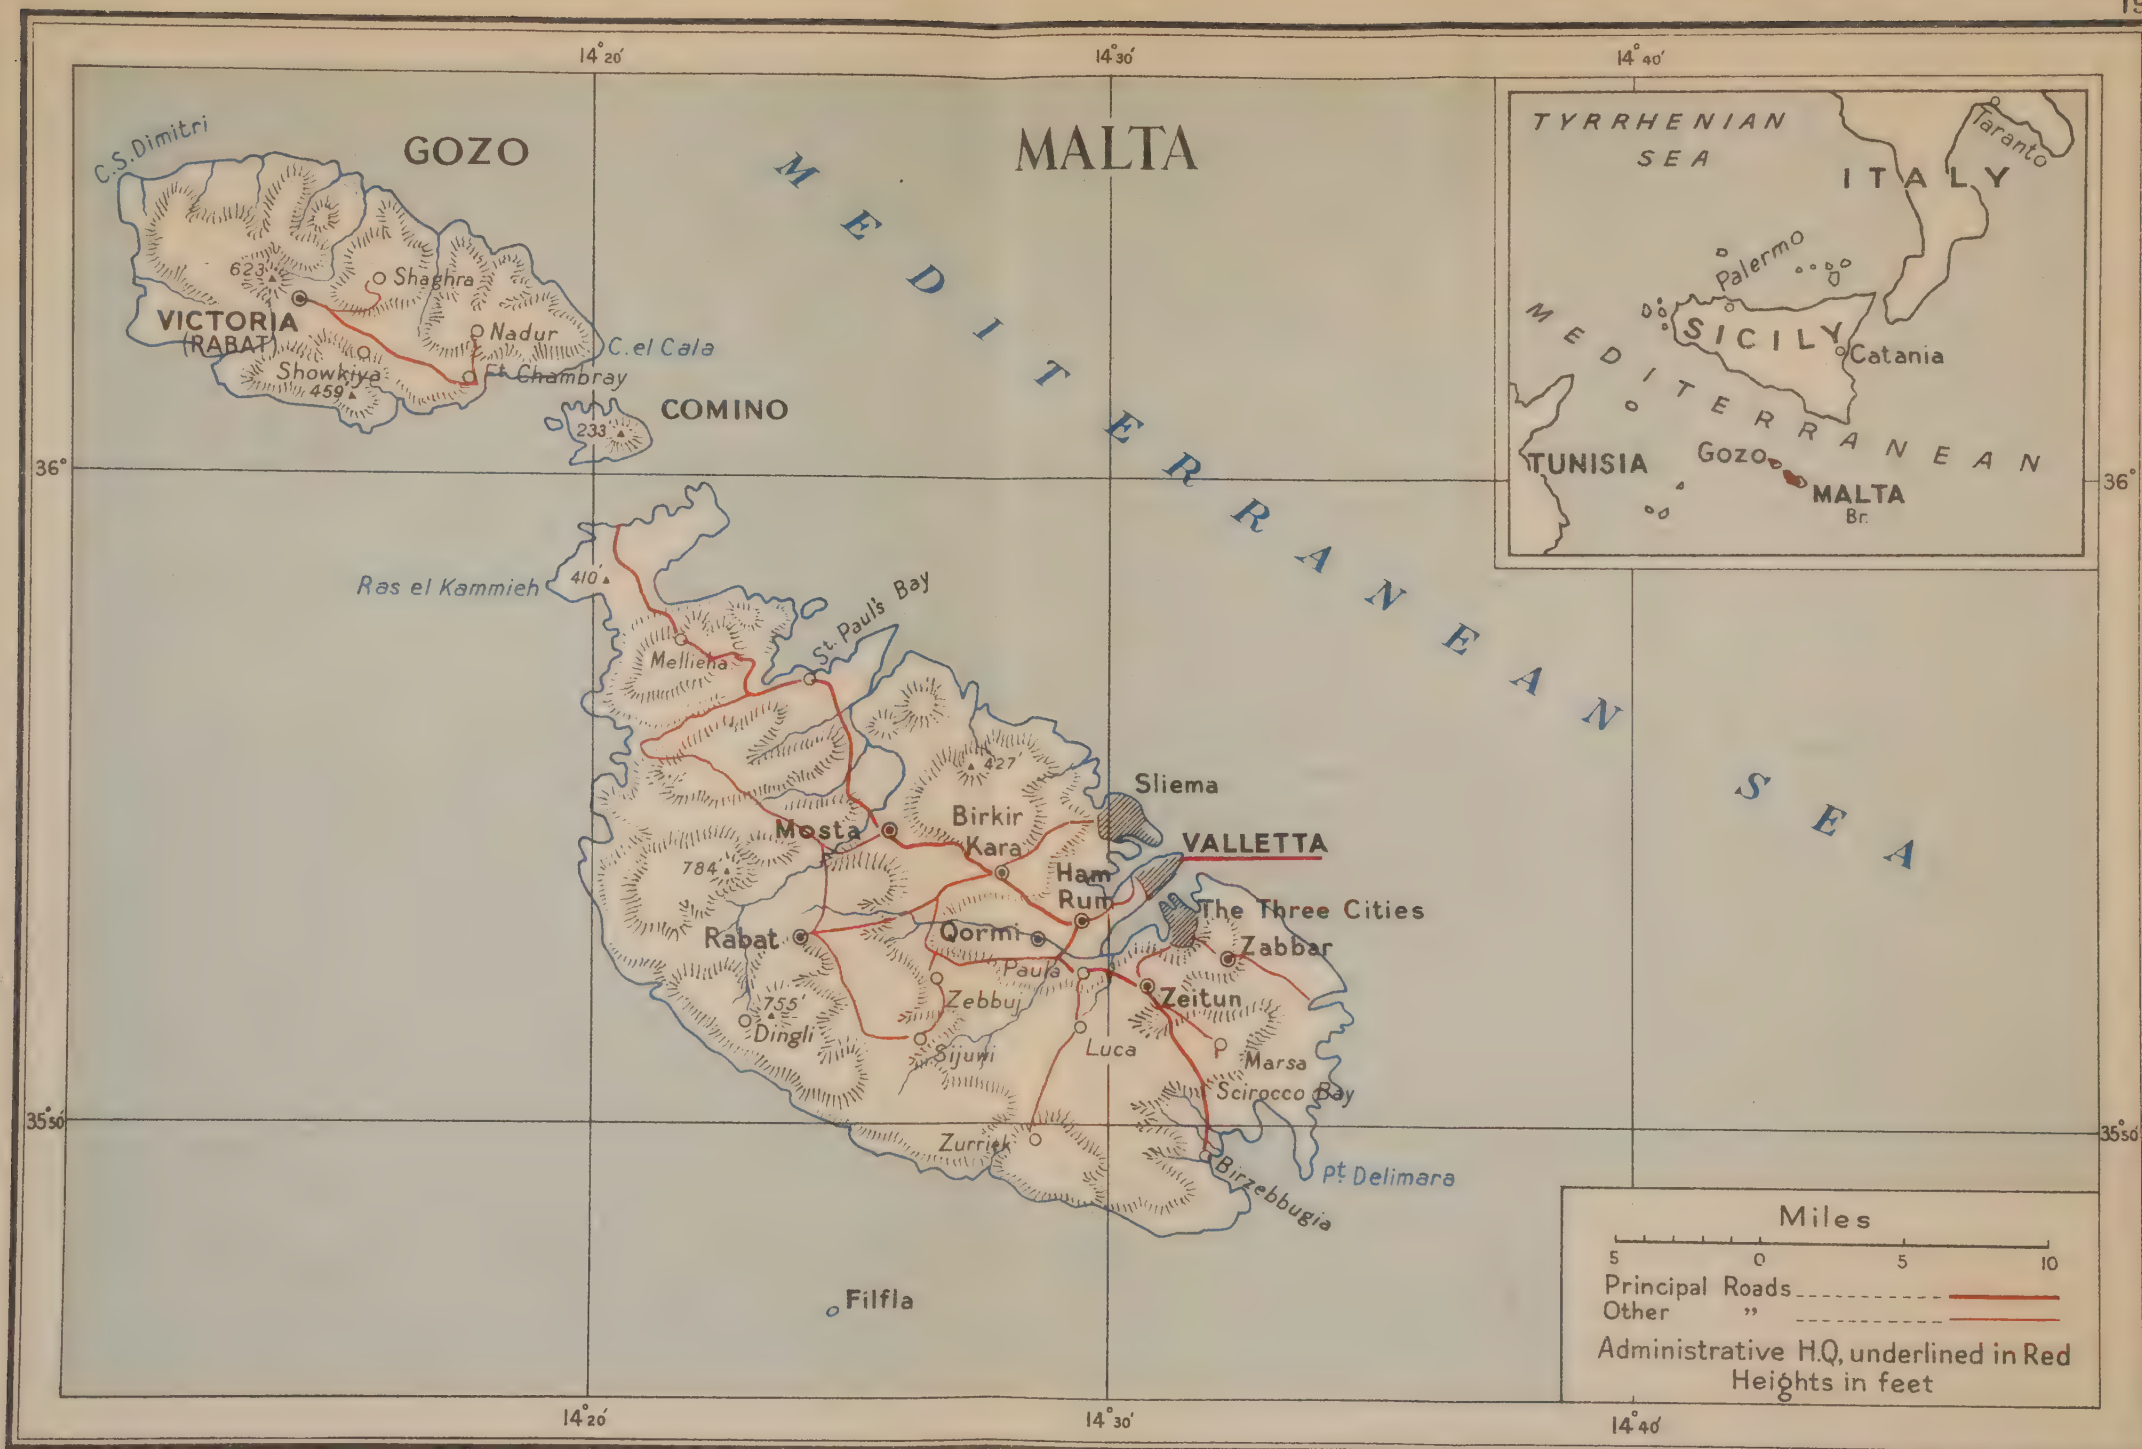 14°20'
14°30'
14°40'
C.S.Dimitri
GOZO
MALTA
MEDITERRANEAN SEA
623'
Shaghra
VICTORIA
(RABAT)
Nadur
Showkiya
459'
Ft. Chambray
C. el Cala
COMINO
233'
36°
36°
Ras el Kammieh
410'
Mellieha
St. Paul's Bay
427'
Sliema
Birkir
Kara
Mosta
VALLETTA
784'
Ham
Rum
The Three Cities
Rabat
Qormi
Zabbar
Paula
Zebbuj
Zeitun
755'
Dingli
Sijuwi
Luca
Marsa
Scirocco Bay
Zurriek
35°50'
35°50'
Birzebbugia
Pt. Delimara
Filfla
TYRRHENIAN
SEA
Taranto
ITALY
Palermo
SICILY
Catania
MEDITERRANEAN
TUNISIA
Gozo
MALTA
Br.
Miles
5 0 5 10
Principal Roads
Other „
Administrative H.Q, underlined in Red
Heights in feet
14°20'
14°30'
14°40'